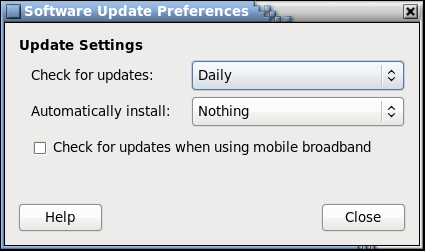 Software Update Preferences
Update Settings
Check for updates: Daily
Automatically install: Nothing
Check for updates when using mobile broadband
Help Close